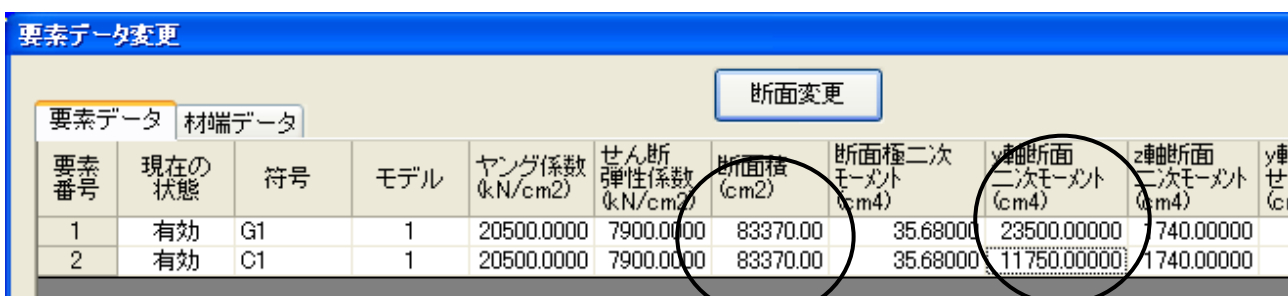 要素データ変更
断面変更
要素データ 材端データ
要素番号 現在の状態 符号 モデル ヤング係数(kN/cm2) せん断弾性係数(kN/cm2) 断面積(cm2) 断面極二次モーメント(cm4) y軸断面二次モーメント(cm4) z軸断面二次モーメント(cm4)
1 有効 G1 1 20500.0000 7900.0000 83370.00 35.68000 23500.00000 1740.00000
2 有効 C1 1 20500.0000 7900.0000 83370.00 35.68000 11750.00000 1740.00000